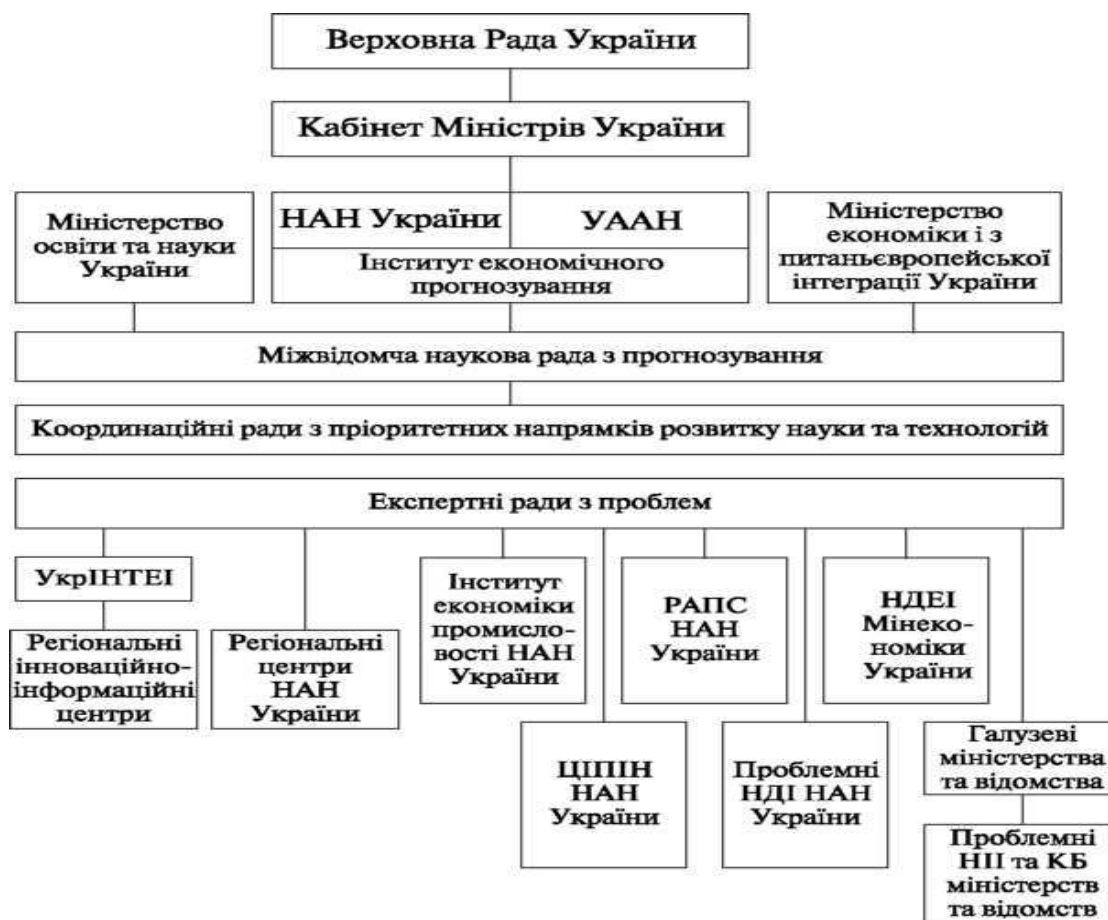 Верховна Рада України
Кабінет Міністрів України
Міністерство
освіти та науки
України
НАН України
УААН
Інститут економічного
прогнозування
Міністерство
економіки і з
питаньєвропейської
інтеграції України
Міжвідомча наукова рада з прогнозування
Координаційні ради з пріоритетних напрямків розвитку науки та технологій
Експертні ради з проблем
УкрІНТЕІ
Регіональні
інноваційно-
інформаційні
центри
Регіональні
центри
НАН
України
Інститут
економіки
промисло-
вості НАН
України
ЦІПІН
НАН
України
РАПС
НАН
України
Проблемні
НДІ НАН
України
НДЕІ
Мінеко-
номіки
України
Галузеві
міністерства
та відомства
Проблемні
НІІ та КБ
міністерств
та відомств